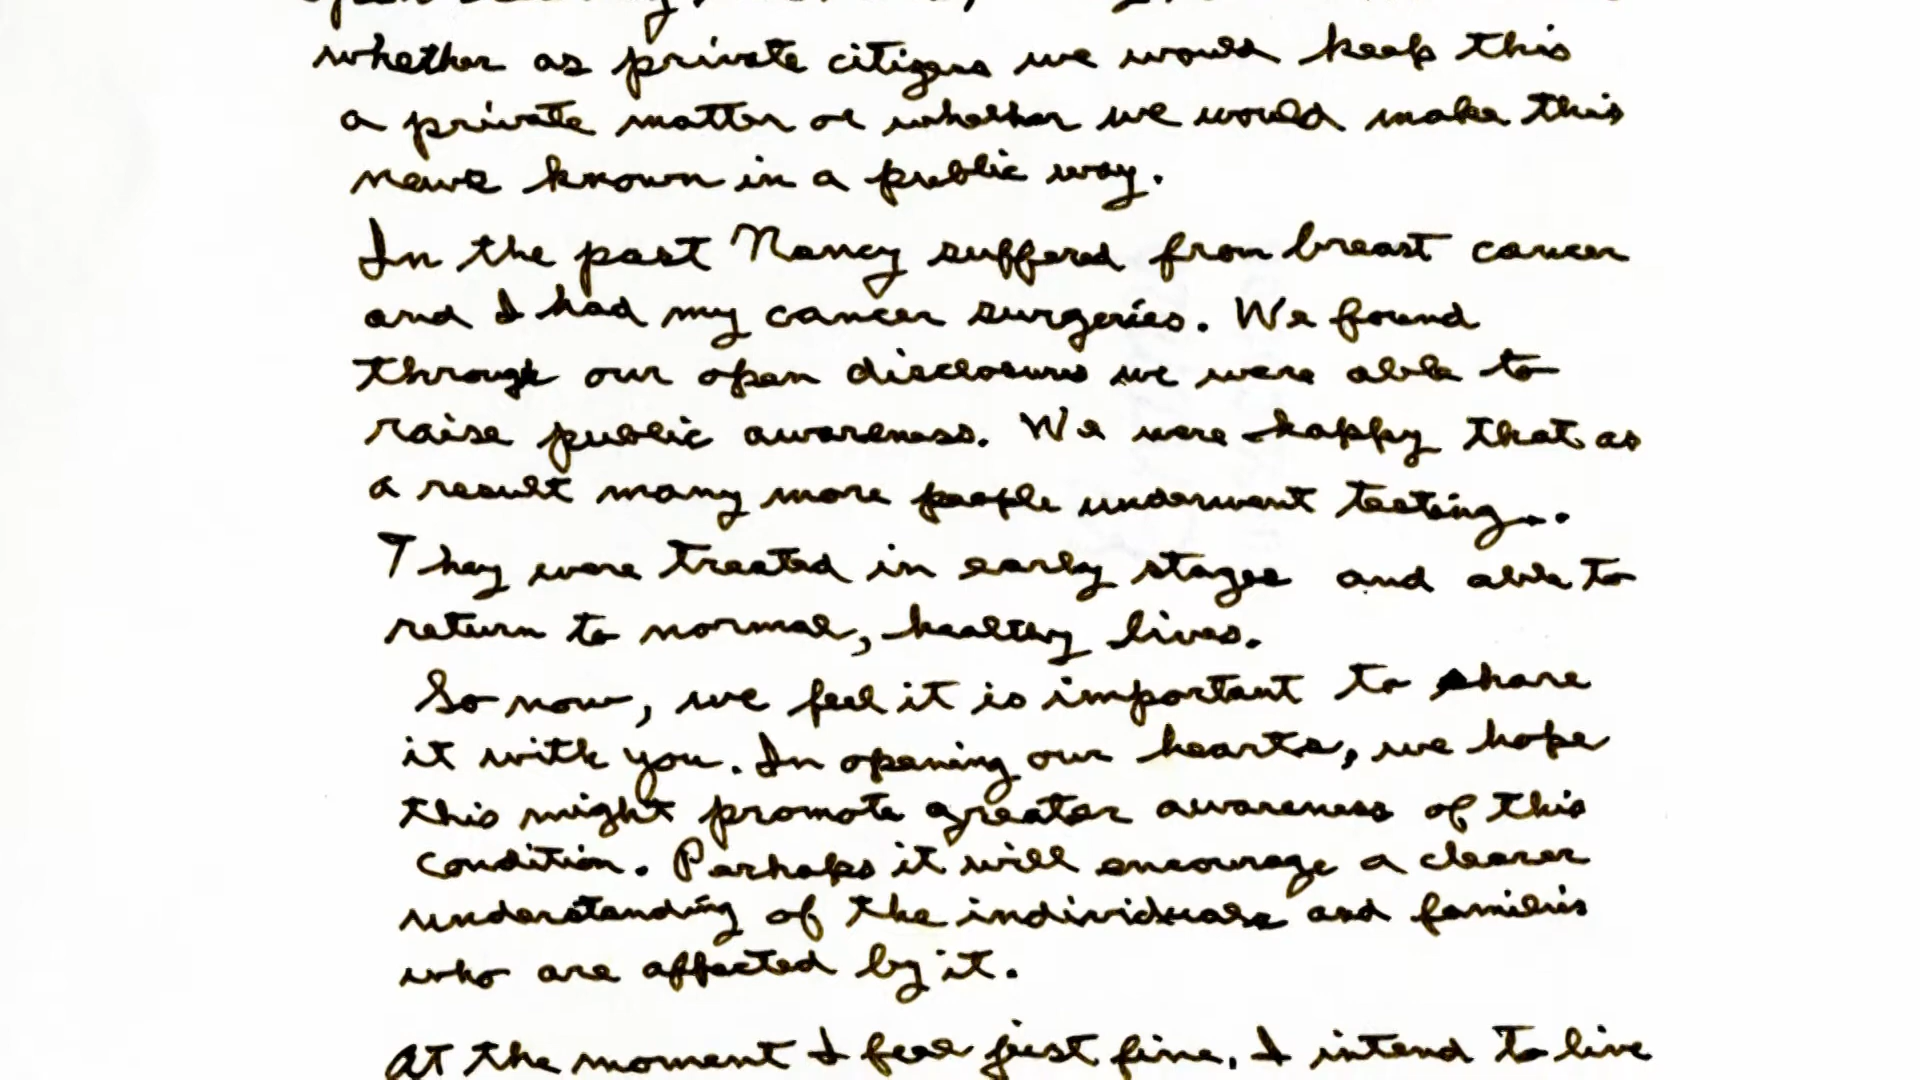 whether as private citizens we would keep this
a private matter or whether we would make this
news known in a public way.
In the past Nancy suffered from breast cancer
and I had my cancer surgeries. We found
through our open disclosures we were able to
raise public awareness. We were happy that as
a result many more people underwent testing..
They were treated in early stages and able to
return to normal, healthy lives.
So now, we feel it is important to share
it with you. In opening our hearts, we hope
this might promote greater awareness of this
condition. Perhaps it will encourage a clearer
understanding of the individuals and families
who are affected by it.
At the moment I feel just fine. I intend to live